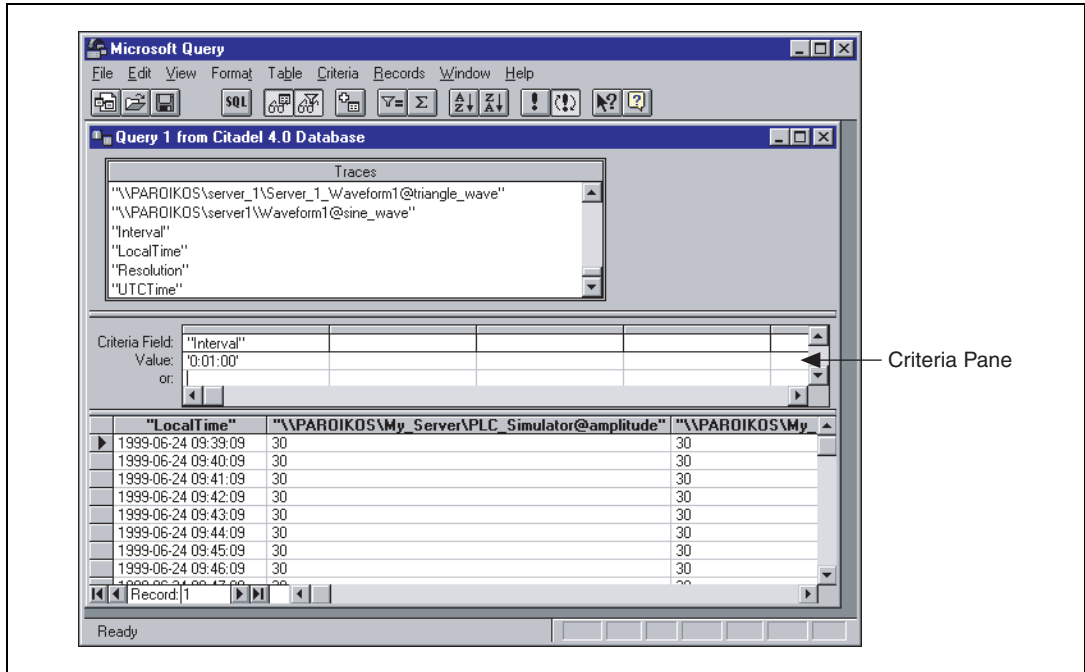 Microsoft Query
File Edit View Format Table Criteria Records Window Help
SQL
Query 1 from Citadel 4.0 Database
Traces
"\\PAROIKOS\server_1\Server_1_Waveform1@triangle_wave"
"\\PAROIKOS\server1\Waveform1@sine_wave"
"Interval"
"LocalTime"
"Resolution"
"UTCTime"
Criteria Field: "Interval"
Value: '0:01:00'
or:
Criteria Pane
"LocalTime" "\\PAROIKOS\My_Server\PLC_Simulator@amplitude" "\\PAROIKOS\My_
1999-06-24 09:39:09 30 30
1999-06-24 09:40:09 30 30
1999-06-24 09:41:09 30 30
1999-06-24 09:42:09 30 30
1999-06-24 09:43:09 30 30
1999-06-24 09:44:09 30 30
1999-06-24 09:45:09 30 30
1999-06-24 09:46:09 30 30
Record: 1
Ready